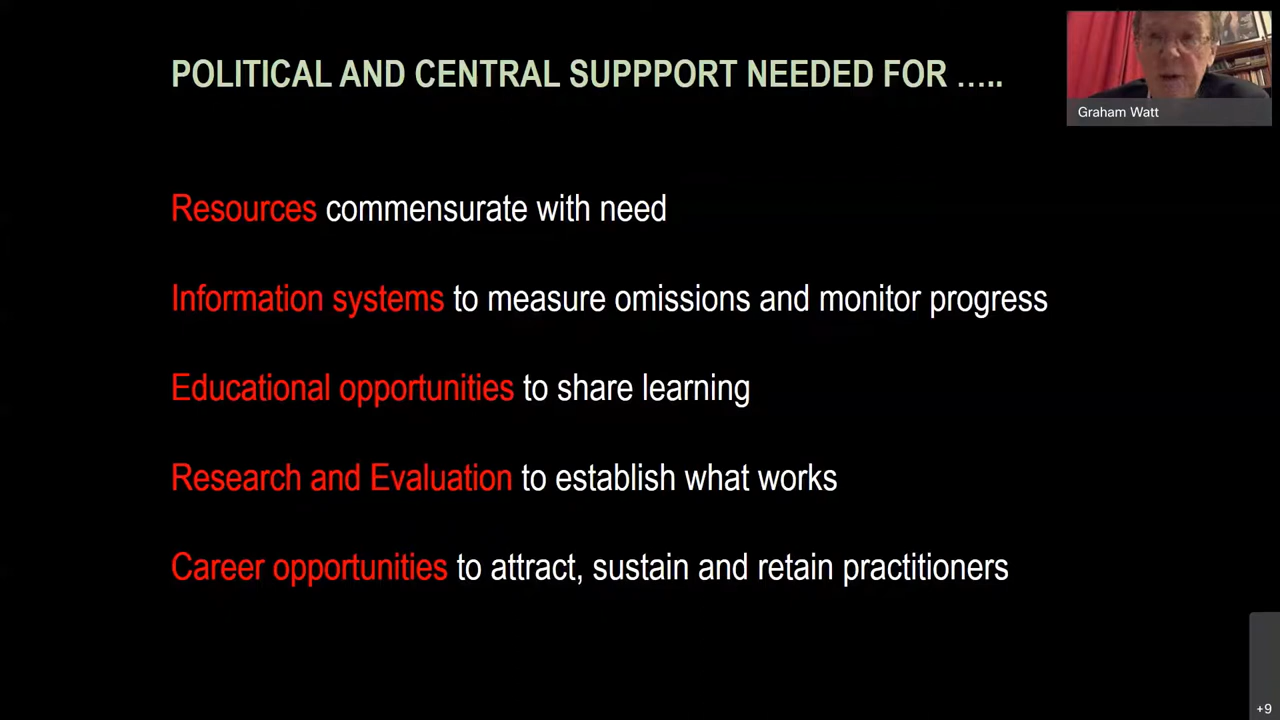 POLITICAL AND CENTRAL SUPPPORT NEEDED FOR …..
Graham Watt
Resources commensurate with need
Information systems to measure omissions and monitor progress
Educational opportunities to share learning
Research and Evaluation to establish what works
Career opportunities to attract, sustain and retain practitioners
+9